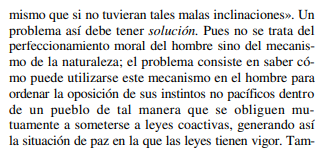 mismo que si no tuvieran tales malas inclinaciones». Un
problema así debe tener solución. Pues no se trata del
perfeccionamiento moral del hombre sino del mecanis-
mo de la naturaleza; el problema consiste en saber có-
mo puede utilizarse este mecanismo en el hombre para
ordenar la oposición de sus instintos no pacíficos dentro
de un pueblo de tal manera que se obliguen mu-
tuamente a someterse a leyes coactivas, generando así
la situación de paz en la que las leyes tienen vigor. Tam-